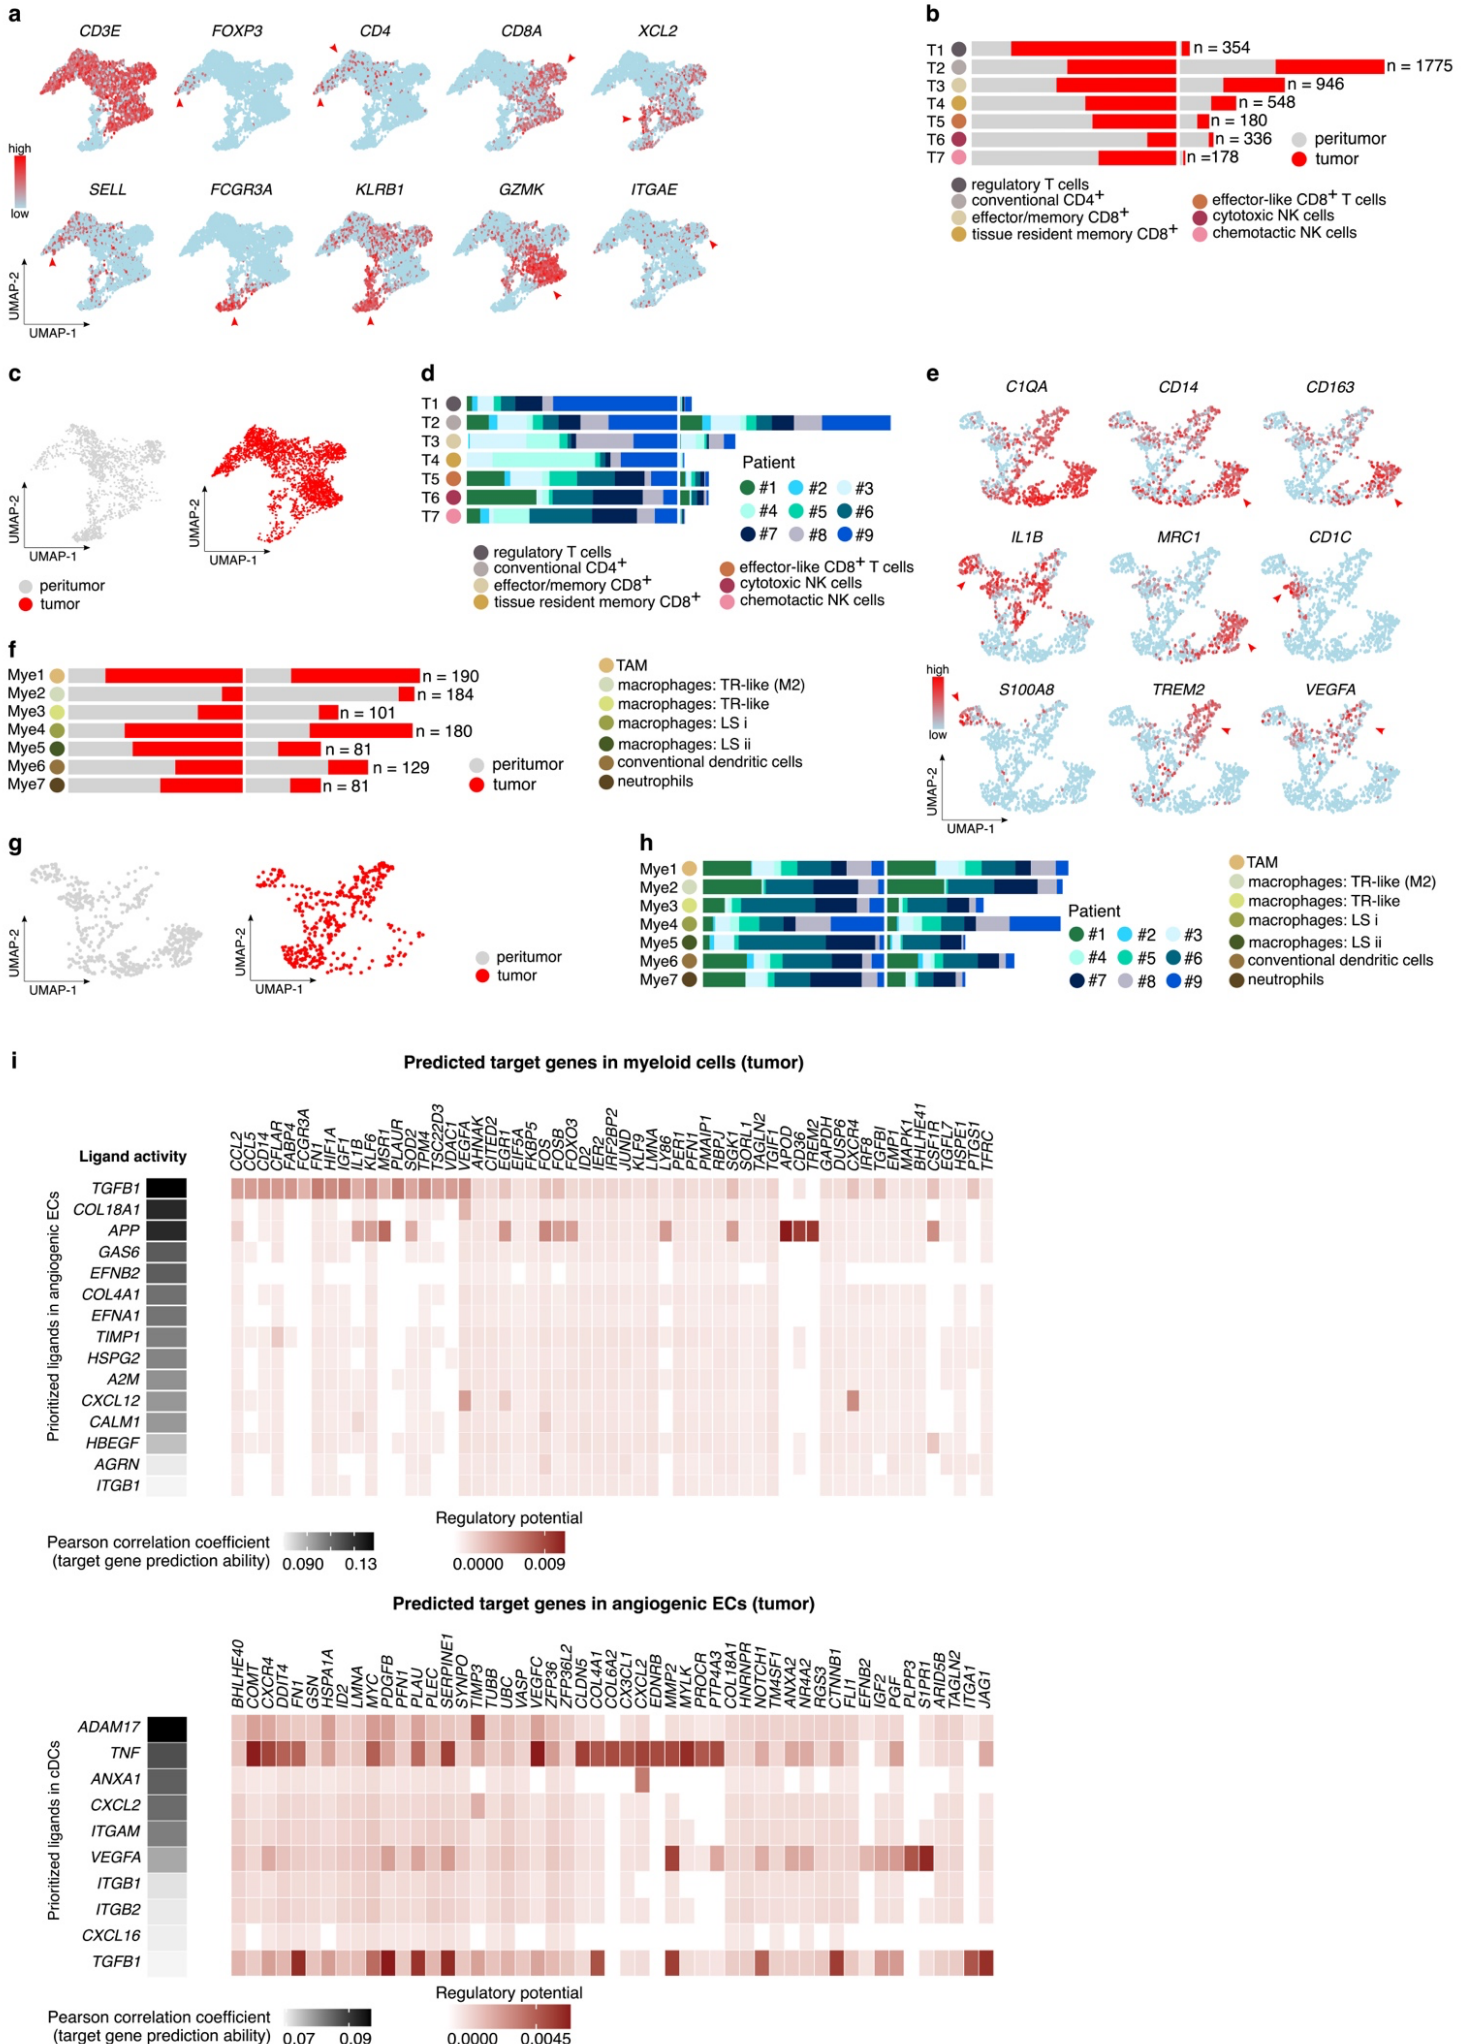 a
CD3E FOXP3 CD4 CD8A XCL2
high
low
SELL FCGR3A KLRB1 GZMK ITGAE
UMAP-2
UMAP-1
b
T1 n = 354
T2 n = 1775
T3 n = 946
T4 n = 548
T5 n = 180
T6 n = 336
T7 n =178
peritumor
tumor
regulatory T cells
conventional CD4+
effector/memory CD8+
tissue resident memory CD8+
effector-like CD8+ T cells
cytotoxic NK cells
chemotactic NK cells
c
UMAP-2
UMAP-1
UMAP-2
UMAP-1
peritumor
tumor
d
T1
T2
T3
T4
T5
T6
T7
Patient
#1 #2 #3
#4 #5 #6
#7 #8 #9
regulatory T cells
conventional CD4+
effector/memory CD8+
tissue resident memory CD8+
effector-like CD8+ T cells
cytotoxic NK cells
chemotactic NK cells
e
C1QA CD14 CD163
IL1B MRC1 CD1C
high
low
S100A8 TREM2 VEGFA
UMAP-2
UMAP-1
f
Mye1 n = 190
Mye2 n = 184
Mye3 n = 101
Mye4 n = 180
Mye5 n = 81
Mye6 n = 129
Mye7 n = 81
peritumor
tumor
TAM
macrophages: TR-like (M2)
macrophages: TR-like
macrophages: LS i
macrophages: LS ii
conventional dendritic cells
neutrophils
g
UMAP-2
UMAP-1
UMAP-2
UMAP-1
peritumor
tumor
h
Mye1
Mye2
Mye3
Mye4
Mye5
Mye6
Mye7
Patient
#1 #2 #3
#4 #5 #6
#7 #8 #9
TAM
macrophages: TR-like (M2)
macrophages: TR-like
macrophages: LS i
macrophages: LS ii
conventional dendritic cells
neutrophils
i
Predicted target genes in myeloid cells (tumor)
CCL2 CCL5 CD14 CFLAR FABP4 FCGR3A FN1 HIF1A IGF1 IL1B KLF6 MSR1 PLAUR SOD2 TPM4 TSC22D3 VDAC1 VEGFA AHNAK CITED2 EGR1 EIF5A FKBP5 FOS FOSB FOXO3 ID2 IER2 IRF2BP2 JUND KLF9 LMNA LY86 PER1 PFN1 PMAIP1 RBPJ SGK1 SORL1 TAGLN2 TGIF1 APOD CD36 TREM2 GAPDH DUSP6 CXCR4 IRF8 TGFBI EMP1 MAPK1 BHLHE41 CSF1R EGFL7 HSPE1 PTGS1 TFRC
Ligand activity
Prioritized ligands in angiogenic ECs
TGFB1
COL18A1
APP
GAS6
EFNB2
COL4A1
EFNA1
TIMP1
HSPG2
A2M
CXCL12
CALM1
HBEGF
AGRN
ITGB1
Pearson correlation coefficient
(target gene prediction ability)
0.090 0.13
Regulatory potential
0.0000 0.009
Predicted target genes in angiogenic ECs (tumor)
BHLHE40 COMT CXCR4 DDIT4 FN1 GSN HSPA1A ID2 LMNA MYC PDGFB PFN1 PLAU PLEC SERPINE1 SYNPO TIMP3 TUBB UBC VASP VEGFC ZFP36 ZFP36L2 CLDN5 COL4A1 COL6A2 CX3CL1 CXCL2 EDNRB MMP2 MYLK PROCR PTP4A3 COL18A1 HNRNPR NOTCH1 TM4SF1 ANXA2 NR4A2 RGS3 CTNNB1 FLI1 EFNB2 IGF2 PGF PLPP3 S1PR1 ARID5B TAGLN2 ITGA1 JAG1
Prioritized ligands in cDCs
ADAM17
TNF
ANXA1
CXCL2
ITGAM
VEGFA
ITGB1
ITGB2
CXCL16
TGFB1
Pearson correlation coefficient
(target gene prediction ability)
0.07 0.09
Regulatory potential
0.0000 0.0045